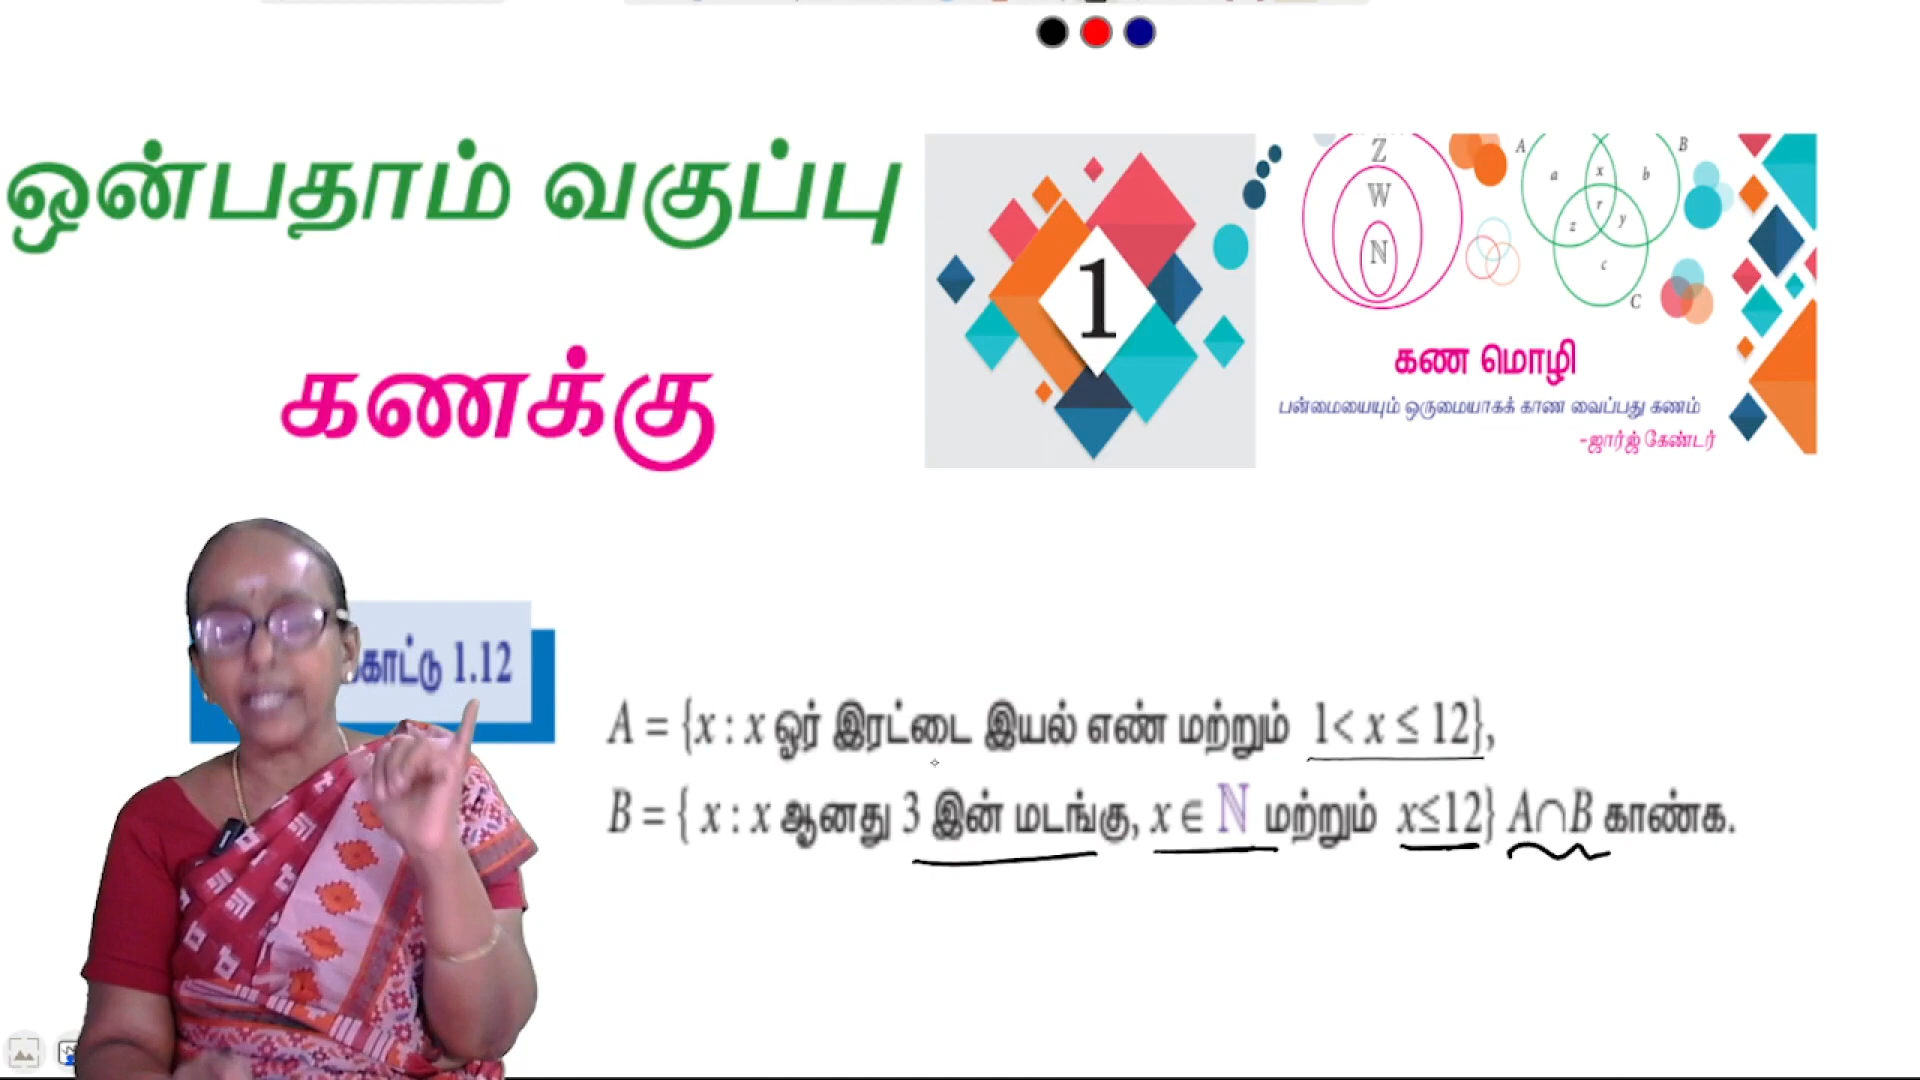 ஒன்பதாம் வகுப்பு
கணக்கு
1
Z
W
N
A
B
a
x
b
r
z
y
c
C
கண மொழி
பன்மையையும் ஒருமையாகக் காண வைப்பது கணம்
-ஜார்ஜ் கேண்டர்
1.12
A = {x : x ஓர் இரட்டை இயல் எண் மற்றும் 1< x ≤ 12},
B = { x : x ஆனது 3 இன் மடங்கு, x ∈ ℕ மற்றும் x≤12} A∩B காண்க.